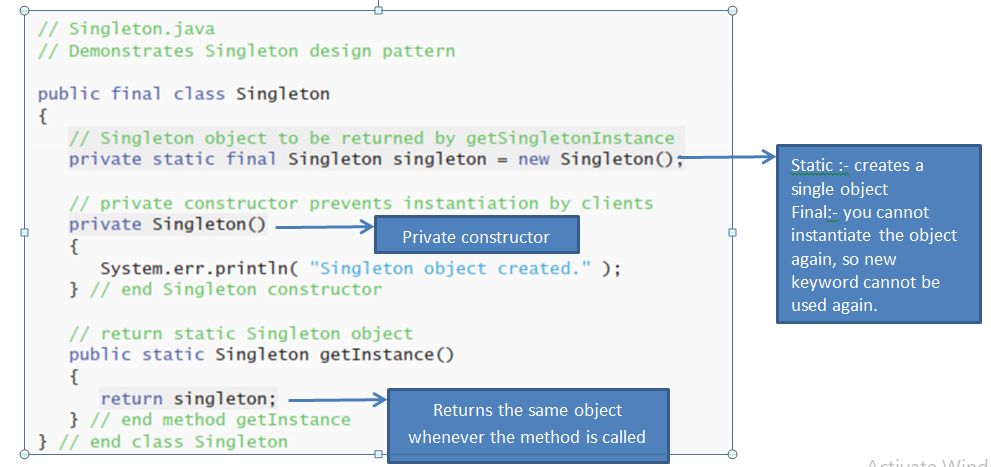 // Singleton.java
// Demonstrates Singleton design pattern
public final class Singleton
{
// Singleton object to be returned by getSingletonInstance
private static final Singleton singleton = new Singleton();
// private constructor prevents instantiation by clients
private Singleton()
{
System.err.println( "Singleton object created." );
} // end Singleton constructor
// return static Singleton object
public static Singleton getInstance()
{
return singleton;
} // end method getInstance
} // end class Singleton
Static :- creates a
single object
Final:- you cannot
instantiate the object
again, so new
keyword cannot be
used again.
Private constructor
Returns the same object
whenever the method is called